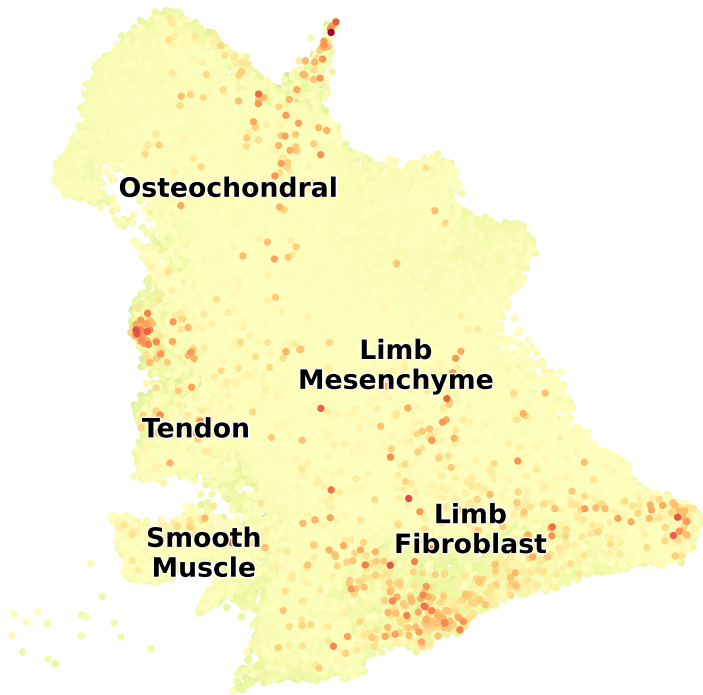 Osteochondral
Limb
Mesenchyme
Tendon
Limb
Fibroblast
Smooth
Muscle